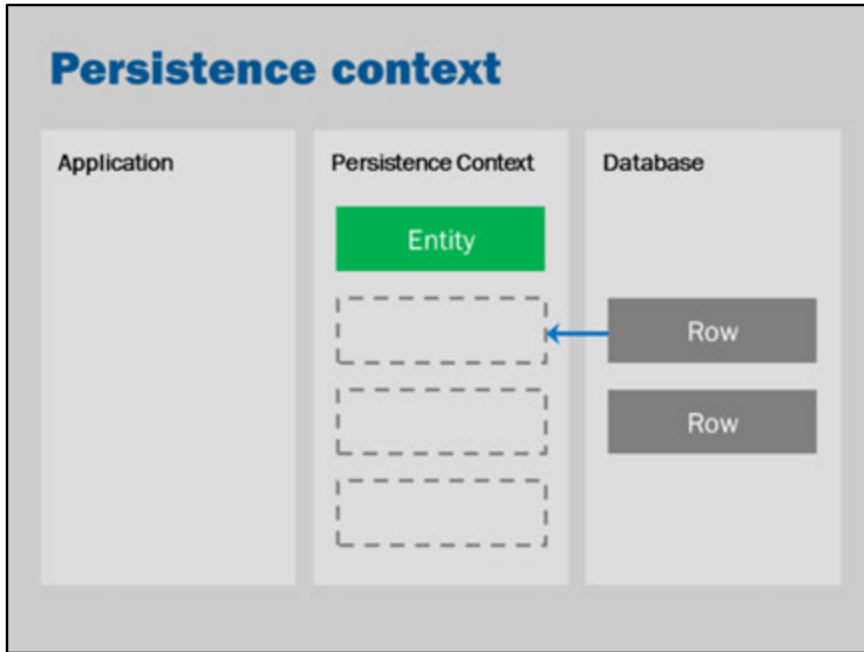 Persistence context
Application
Persistence Context
Database
Entity
Row
Row